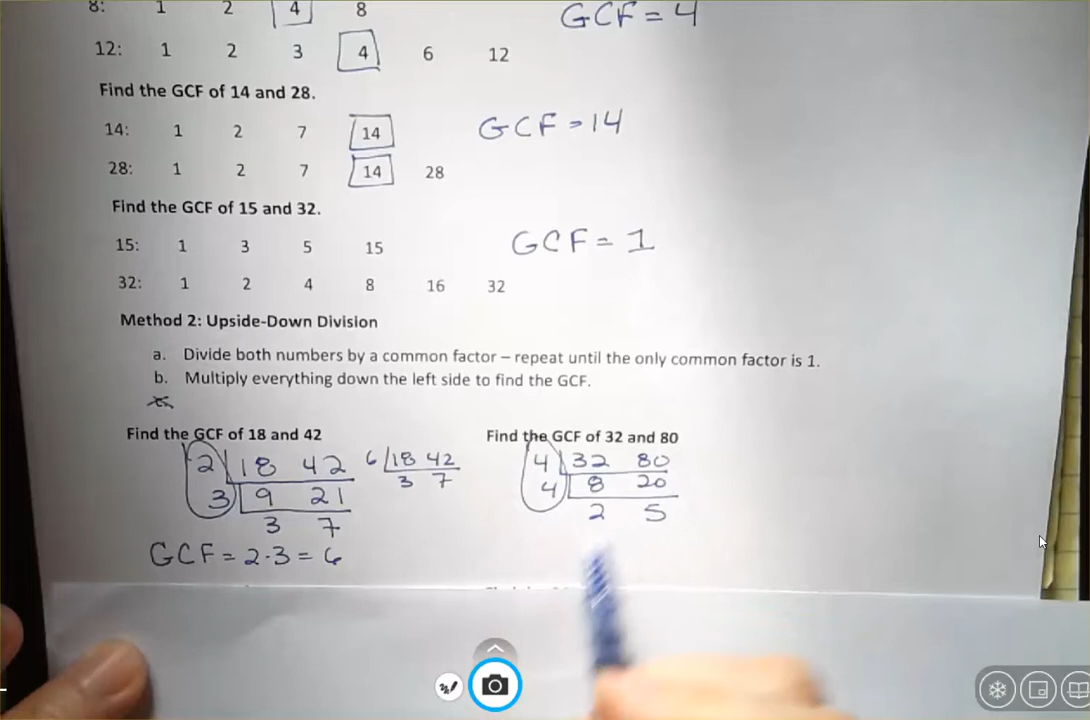 8: 1 2 4 8 GCF = 4
12: 1 2 3 4 6 12
Find the GCF of 14 and 28.
14: 1 2 7 14 GCF = 14
28: 1 2 7 14 28
Find the GCF of 15 and 32.
15: 1 3 5 15 GCF = 1
32: 1 2 4 8 16 32
Method 2: Upside-Down Division
a. Divide both numbers by a common factor – repeat until the only common factor is 1.
b. Multiply everything down the left side to find the GCF.
Find the GCF of 18 and 42
2 18 42 6 18 42
3 9 21 3 7
3 7
GCF = 2·3 = 6
Find the GCF of 32 and 80
4 32 80
4 8 20
2 5